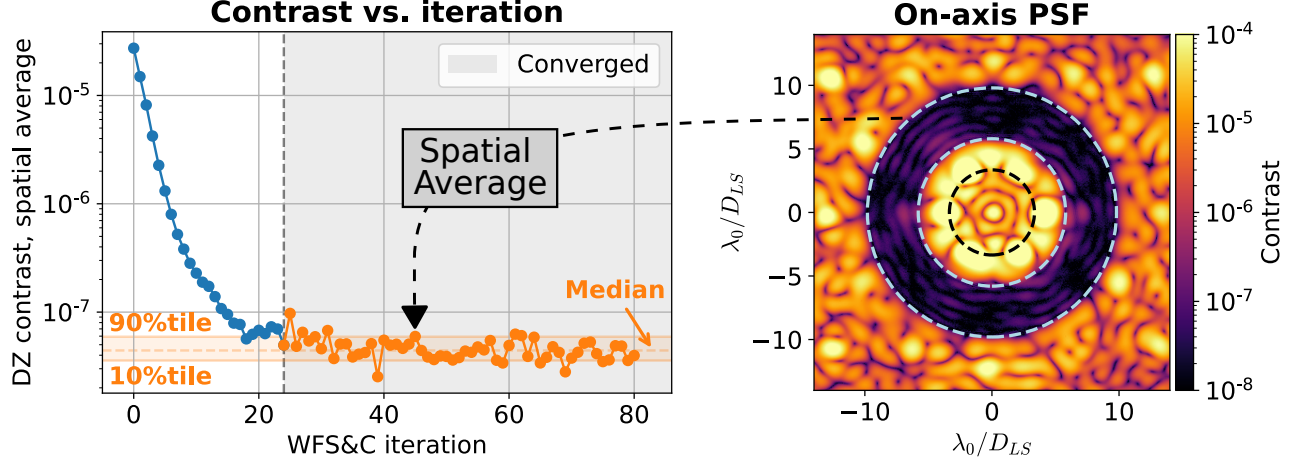 Contrast vs. iteration
DZ contrast, spatial average
10^-5
10^-6
10^-7
Converged
Spatial
Average
Median
90%tile
10%tile
0
20
40
60
80
WFS&C iteration
On-axis PSF
λ₀/D_LS
10
5
0
−5
−10
−10
0
10
λ₀/D_LS
10^-4
10^-5
10^-6
10^-7
10^-8
Contrast